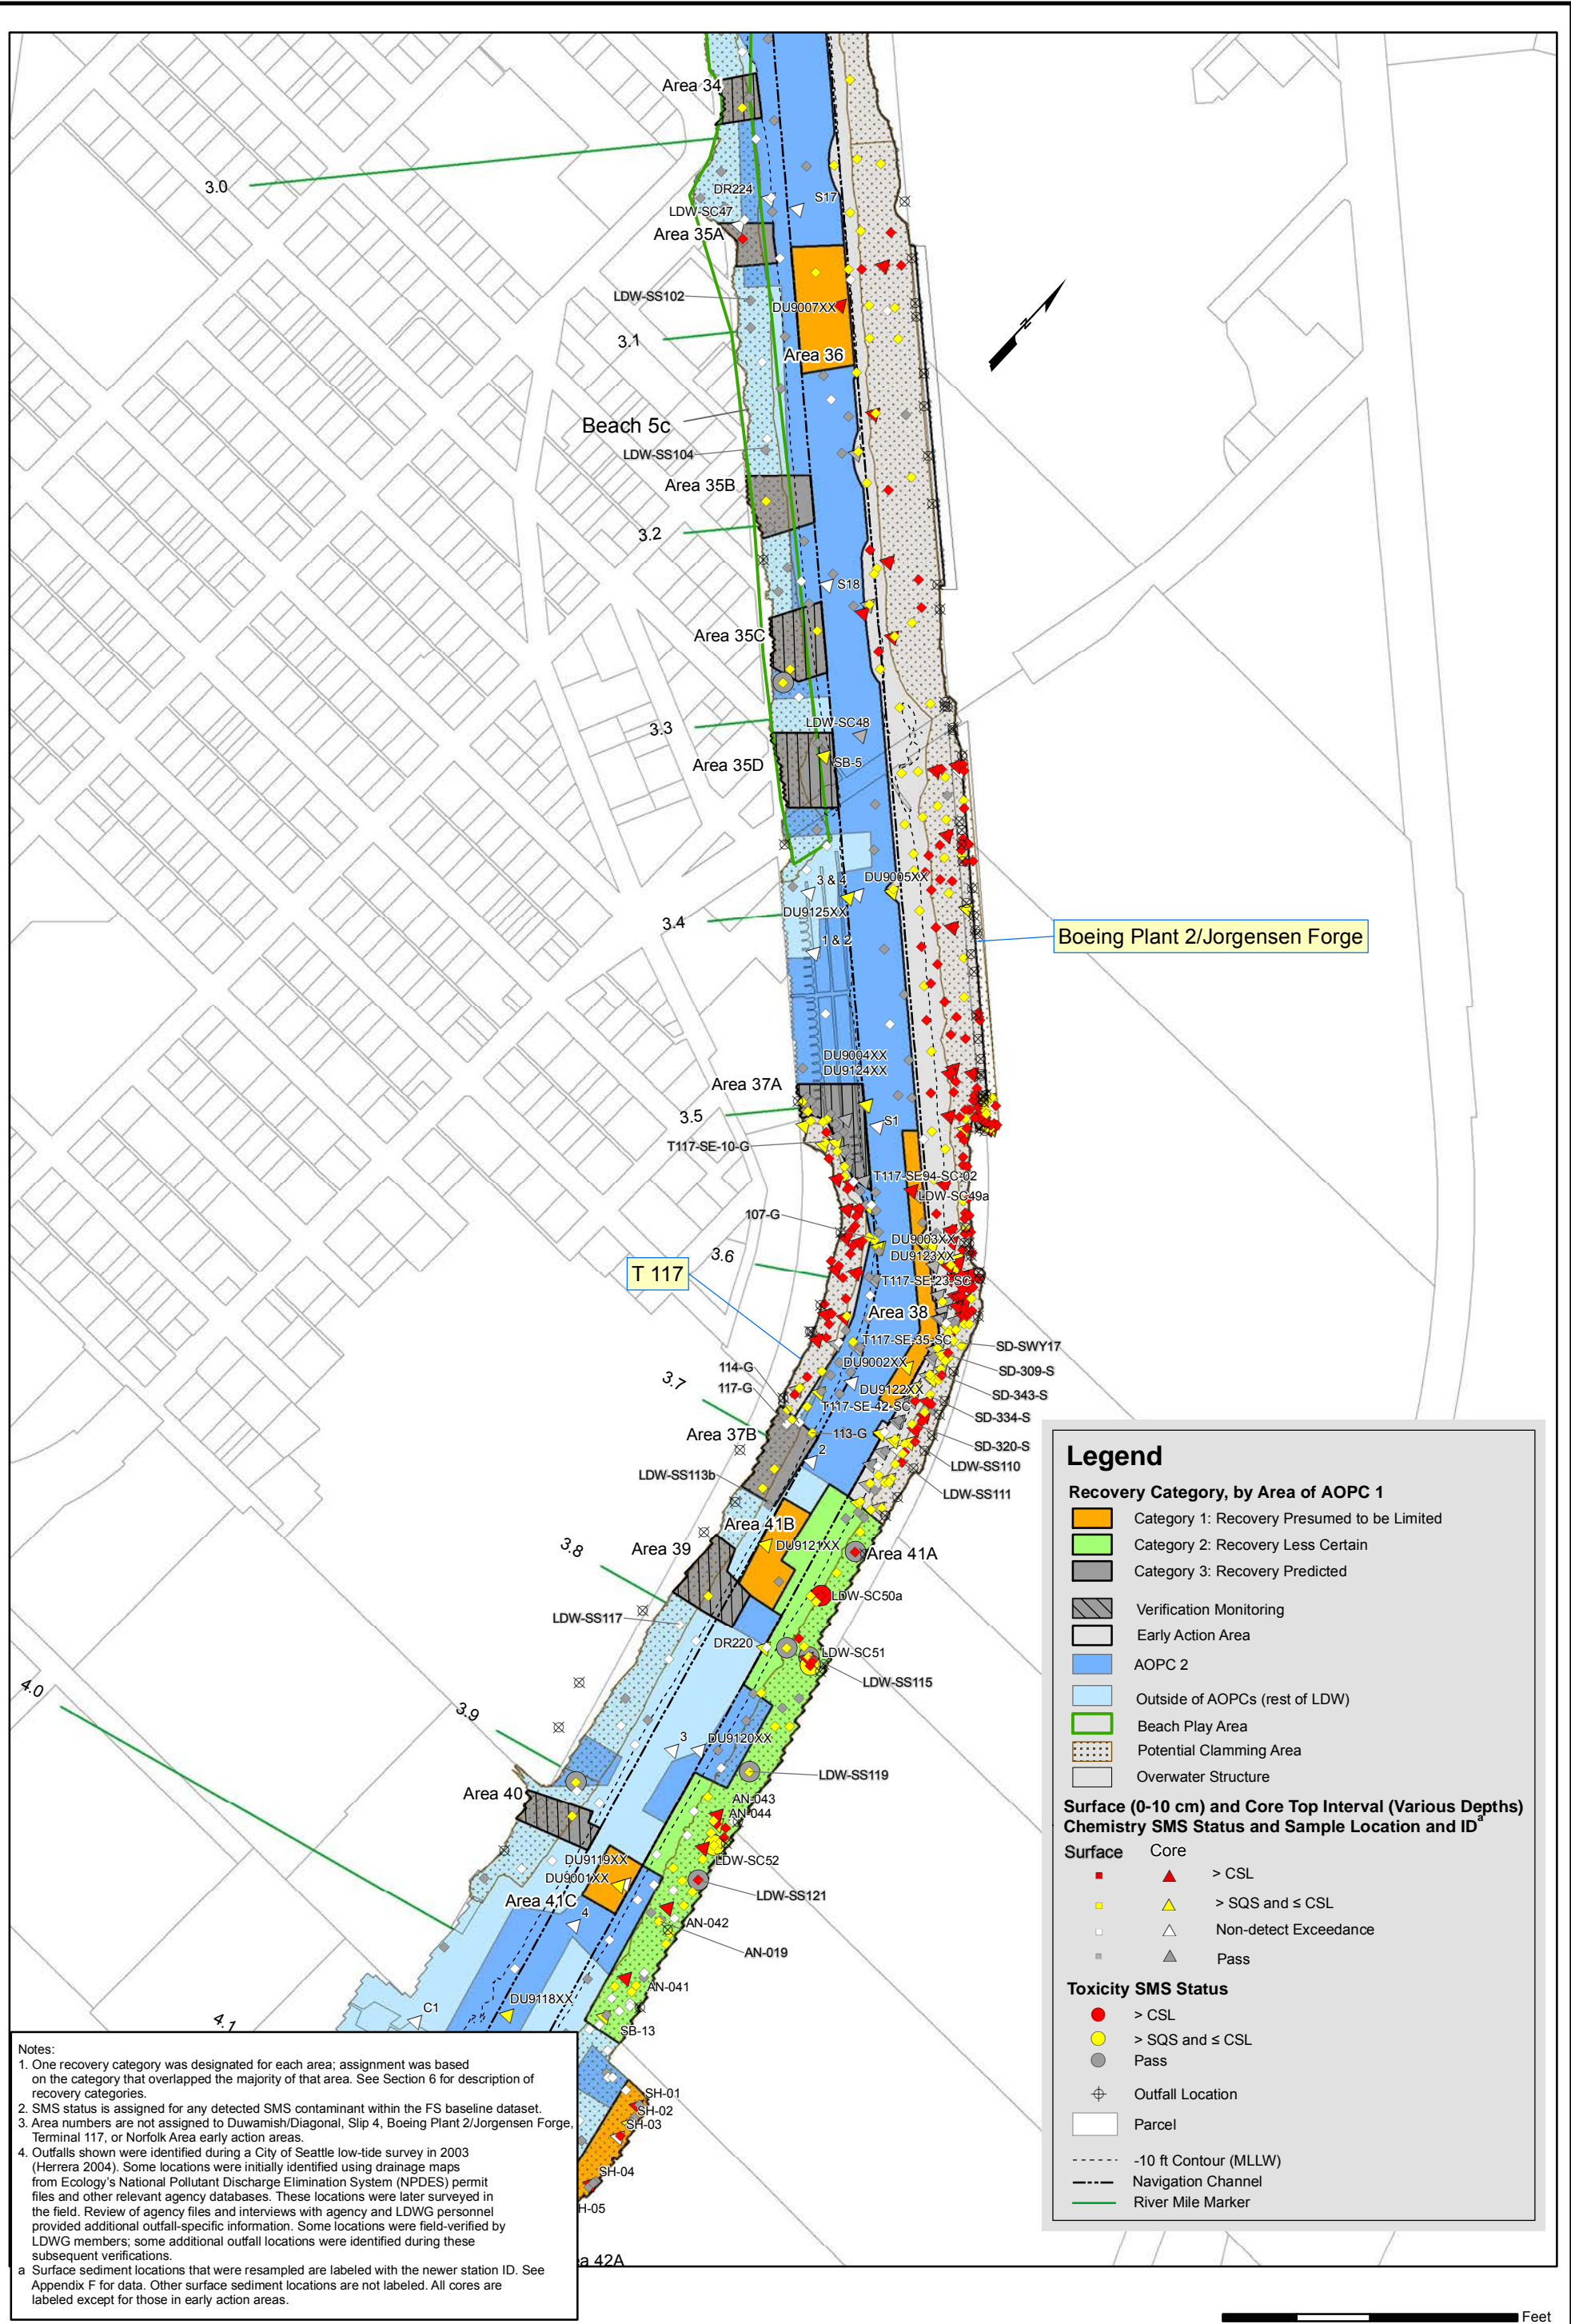 Area 34
3.0
DR224
S17
LDW-SC47
Area 35A
LDW-SS102
DU9007XX
3.1
Area 36
N
Beach 5c
LDW-SS104
Area 35B
3.2
S18
Area 35C
LDW-SC48
3.3
Area 35D
SB-5
3 & 4
DU9005XX
DU9125XX
3.4
1 & 2
Boeing Plant 2/Jorgensen Forge
DU9004XX
DU9124XX
Area 37A
3.5
S1
T117-SE-10-G
T117-SE94-SC-02
LDW-SC49a
107-G
DU9003XX
3.6
DU9123XX
T 117
T117-SE-23-SC
Area 38
T117-SE-35-SC
SD-SWY17
114-G
DU9002XX
SD-309-S
3.7
117-G
DU9122XX
SD-343-S
T117-SE-42-SC
SD-334-S
Area 37B
113-G
2
SD-320-S
LDW-SS113b
LDW-SS110
LDW-SS111
Area 41B
3.8
Area 39
DU9121XX
Area 41A
LDW-SC50a
LDW-SS117
DR220
LDW-SC51
LDW-SS115
4.0
3.9
3
DU9120XX
LDW-SS119
Area 40
AN-043
AN-044
DU9119XX
LDW-SC52
DU9001XX
LDW-SS121
Area 41C
4
AN-042
AN-019
AN-041
DU9118XX
C1
4.1
SB-13
SH-01
SH-02
SH-03
SH-04
H-05
ea 42A
Legend
Recovery Category, by Area of AOPC 1
Category 1: Recovery Presumed to be Limited
Category 2: Recovery Less Certain
Category 3: Recovery Predicted
Verification Monitoring
Early Action Area
AOPC 2
Outside of AOPCs (rest of LDW)
Beach Play Area
Potential Clamming Area
Overwater Structure
Surface (0-10 cm) and Core Top Interval (Various Depths)
Chemistry SMS Status and Sample Location and ID a
Surface Core
> CSL
> SQS and ≤ CSL
Non-detect Exceedance
Pass
Toxicity SMS Status
> CSL
> SQS and ≤ CSL
Pass
Outfall Location
Parcel
-10 ft Contour (MLLW)
Navigation Channel
River Mile Marker
Notes:
1. One recovery category was designated for each area; assignment was based
on the category that overlapped the majority of that area. See Section 6 for description of
recovery categories.
2. SMS status is assigned for any detected SMS contaminant within the FS baseline dataset.
3. Area numbers are not assigned to Duwamish/Diagonal, Slip 4, Boeing Plant 2/Jorgensen Forge,
Terminal 117, or Norfolk Area early action areas.
4. Outfalls shown were identified during a City of Seattle low-tide survey in 2003
(Herrera 2004). Some locations were initially identified using drainage maps
from Ecology's National Pollutant Discharge Elimination System (NPDES) permit
files and other relevant agency databases. These locations were later surveyed in
the field. Review of agency files and interviews with agency and LDWG personnel
provided additional outfall-specific information. Some locations were field-verified by
LDWG members; some additional outfall locations were identified during these
subsequent verifications.
a Surface sediment locations that were resampled are labeled with the newer station ID. See
Appendix F for data. Other surface sediment locations are not labeled. All cores are
labeled except for those in early action areas.
Feet